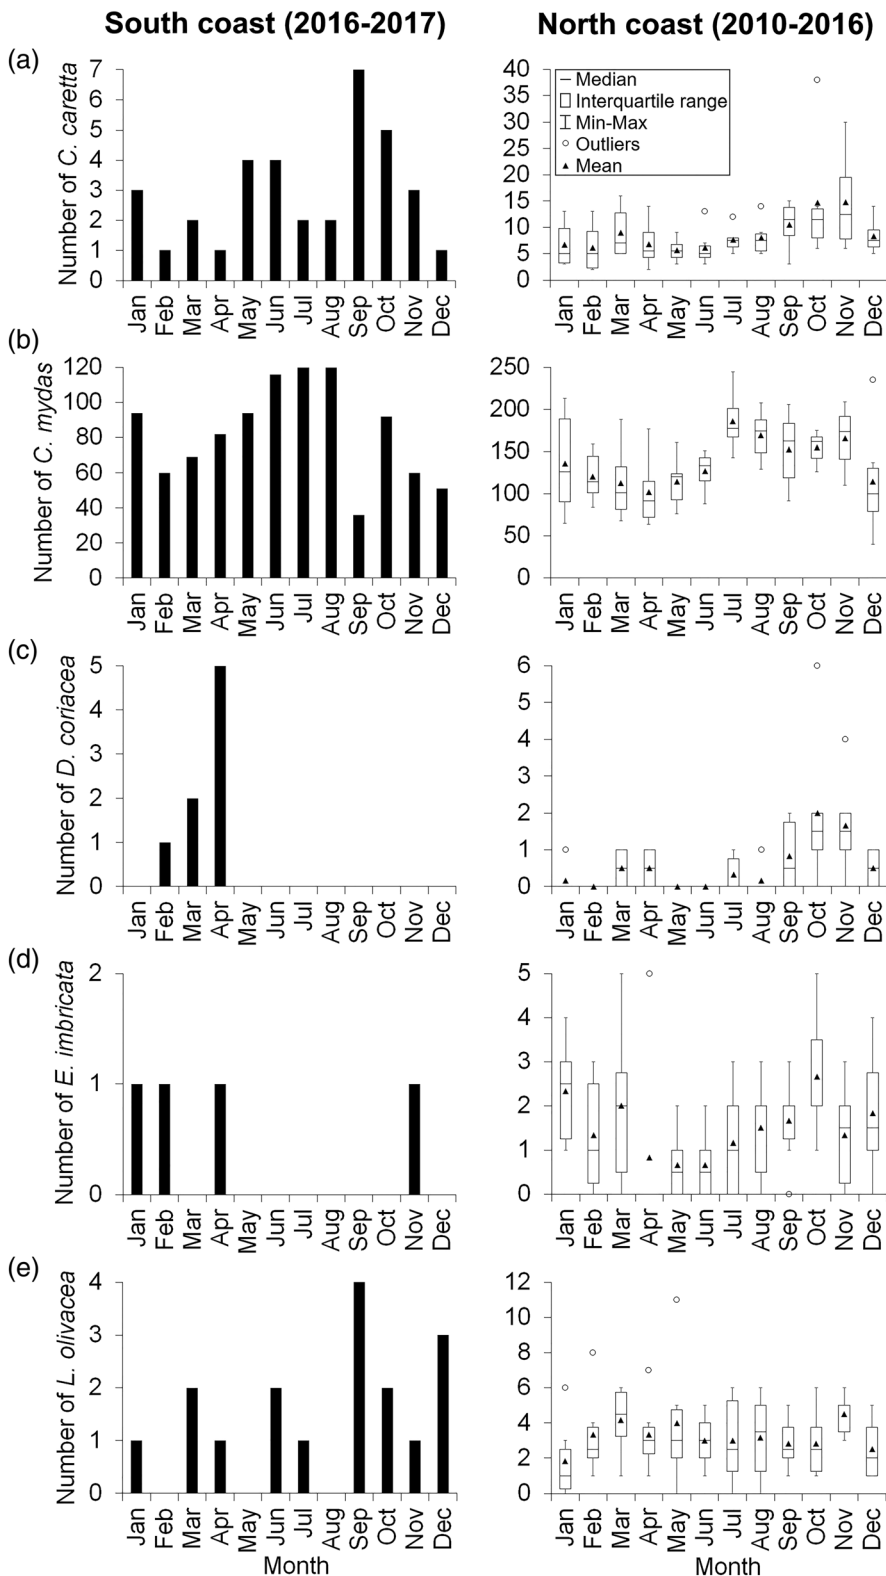 South coast (2016-2017)
North coast (2010-2016)
(a)
Number of C. caretta
7
6
5
4
3
2
1
0
Jan Feb Mar Apr May Jun Jul Aug Sep Oct Nov Dec
40
35
30
25
20
15
10
5
0
Median
Interquartile range
Min-Max
Outliers
Mean
Jan Feb Mar Apr May Jun Jul Aug Sep Oct Nov Dec
(b)
Number of C. mydas
120
100
80
60
40
20
0
Jan Feb Mar Apr May Jun Jul Aug Sep Oct Nov Dec
250
200
150
100
50
0
Jan Feb Mar Apr May Jun Jul Aug Sep Oct Nov Dec
(c)
Number of D. coriacea
5
4
3
2
1
0
Jan Feb Mar Apr May Jun Jul Aug Sep Oct Nov Dec
6
5
4
3
2
1
0
Jan Feb Mar Apr May Jun Jul Aug Sep Oct Nov Dec
(d)
Number of E. imbricata
2
1
0
Jan Feb Mar Apr May Jun Jul Aug Sep Oct Nov Dec
5
4
3
2
1
0
Jan Feb Mar Apr May Jun Jul Aug Sep Oct Nov Dec
(e)
Number of L. olivacea
4
3
2
1
0
Jan Feb Mar Apr May Jun Jul Aug Sep Oct Nov Dec
Month
12
10
8
6
4
2
0
Jan Feb Mar Apr May Jun Jul Aug Sep Oct Nov Dec
Month